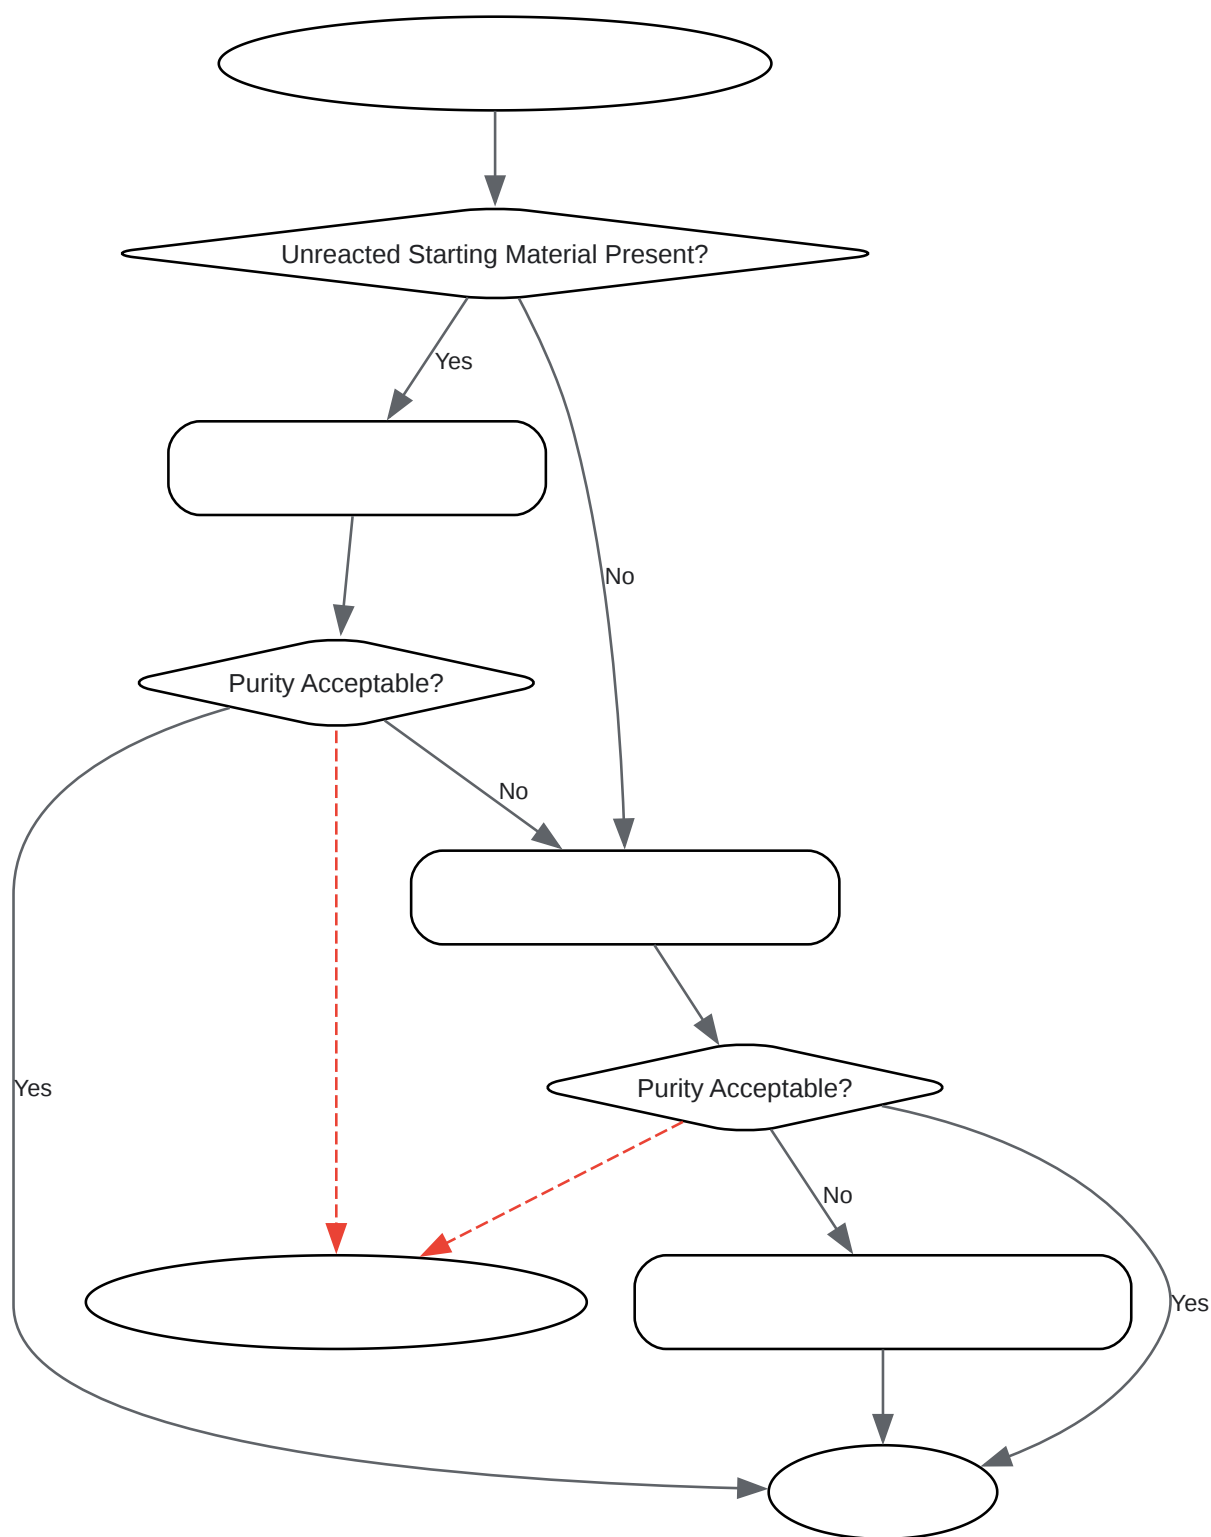 Unreacted Starting Material Present?
Yes
No
Purity Acceptable?
No
Yes
Purity Acceptable?
No
Yes